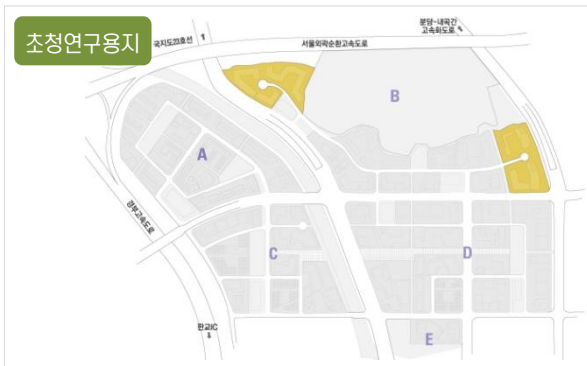 초청연구용지
국지도23호선
서울외곽순환고속도로
분당-내곡간
고속화도로
B
A
경부고속도로
C
D
판교IC
E